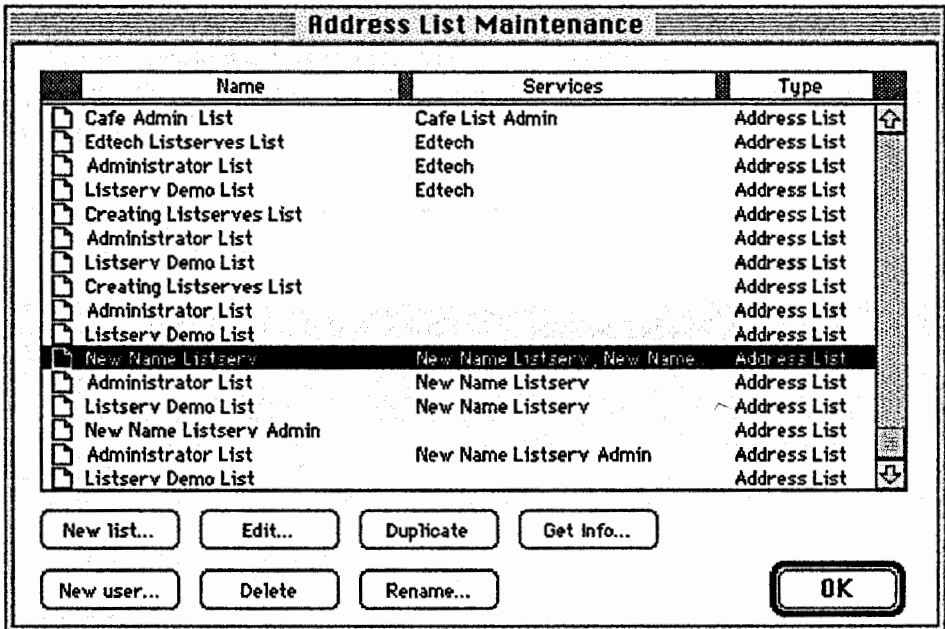 Address List Maintenance
Name Services Type
Cafe Admin List Cafe List Admin Address List
Edtech Listserves List Edtech Address List
Administrator List Edtech Address List
Listserv Demo List Edtech Address List
Creating Listserves List Address List
Administrator List Address List
Listserv Demo List Address List
Creating Listserves List Address List
Administrator List Address List
Listserv Demo List Address List
New Name Listserv New Name Listserv, New Name... Address List
Administrator List New Name Listserv Address List
Listserv Demo List New Name Listserv Address List
New Name Listserv Admin Address List
Administrator List New Name Listserv Admin Address List
Listserv Demo List Address List
New list... Edit... Duplicate Get Info...
New user... Delete Rename... OK